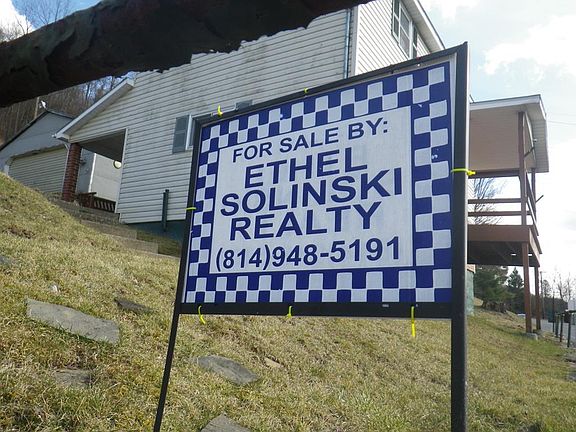 FOR SALE BY:
ETHEL
SOLINSKI
REALTY
(814)948-5191